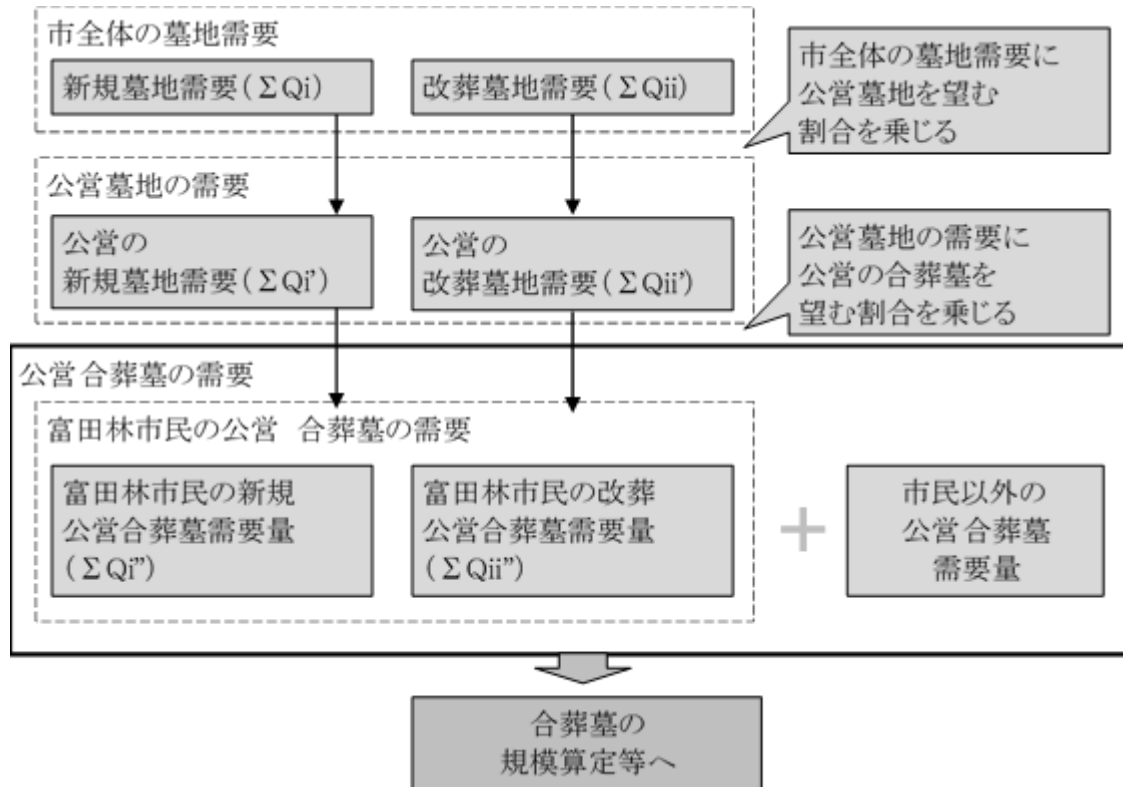 市全体の墓地需要
新規墓地需要(ΣQi)
改葬墓地需要(ΣQii)
市全体の墓地需要に
公営墓地を望む
割合を乗じる
公営墓地の需要
公営の
新規墓地需要(ΣQi')
公営の
改葬墓地需要(ΣQii')
公営墓地の需要に
公営の合葬墓を
望む割合を乗じる
公営合葬墓の需要
富田林市民の公営 合葬墓の需要
富田林市民の新規
公営合葬墓需要量
(ΣQi”)
富田林市民の改葬
公営合葬墓需要量
(ΣQii”)
+
市民以外の
公営合葬墓
需要量
合葬墓の
規模算定等へ